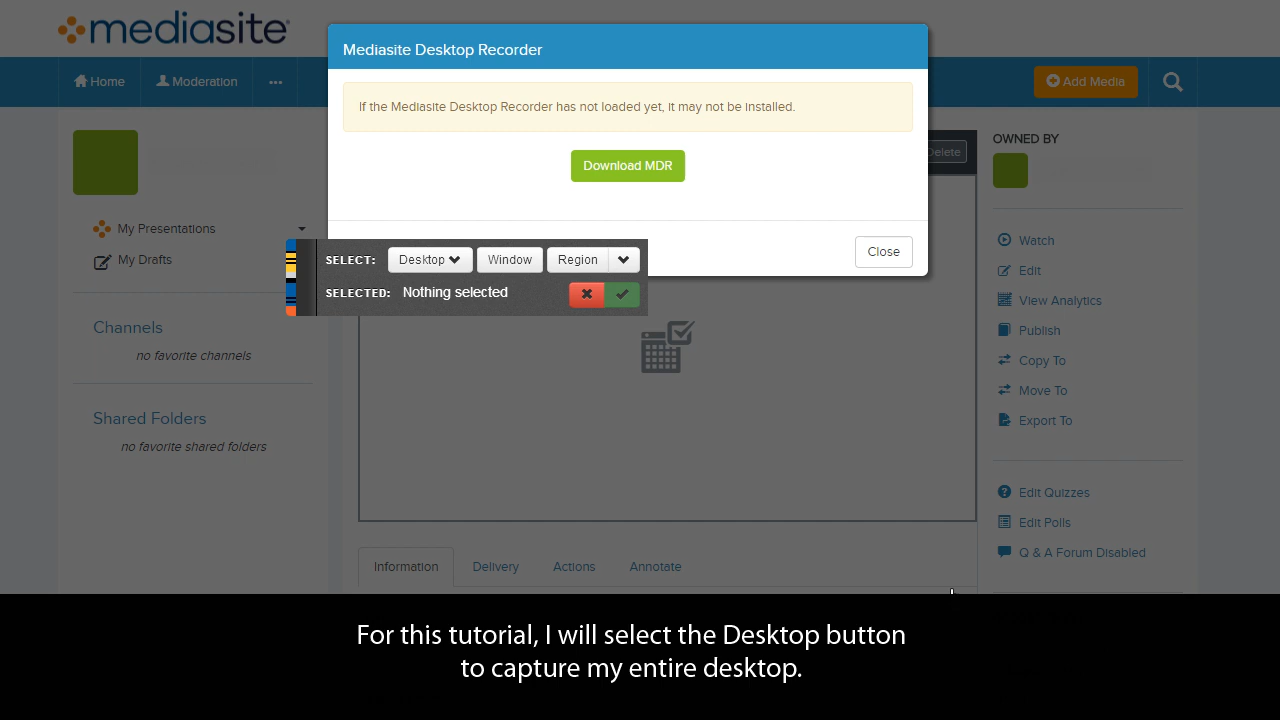 mediasite
Mediasite Desktop Recorder
Home
Moderation
Add Media
If the Mediasite Desktop Recorder has not loaded yet, it may not be installed.
Download MDR
Delete
OWNED BY
My Presentations
My Drafts
Close
SELECT: Desktop Window Region
SELECTED: Nothing selected
Channels
no favorite channels
Shared Folders
no favorite shared folders
Watch
Edit
View Analytics
Publish
Copy To
Move To
Export To
Edit Quizzes
Edit Polls
Q & A Forum Disabled
Information Delivery Actions Annotate
For this tutorial, I will select the Desktop button
to capture my entire desktop.